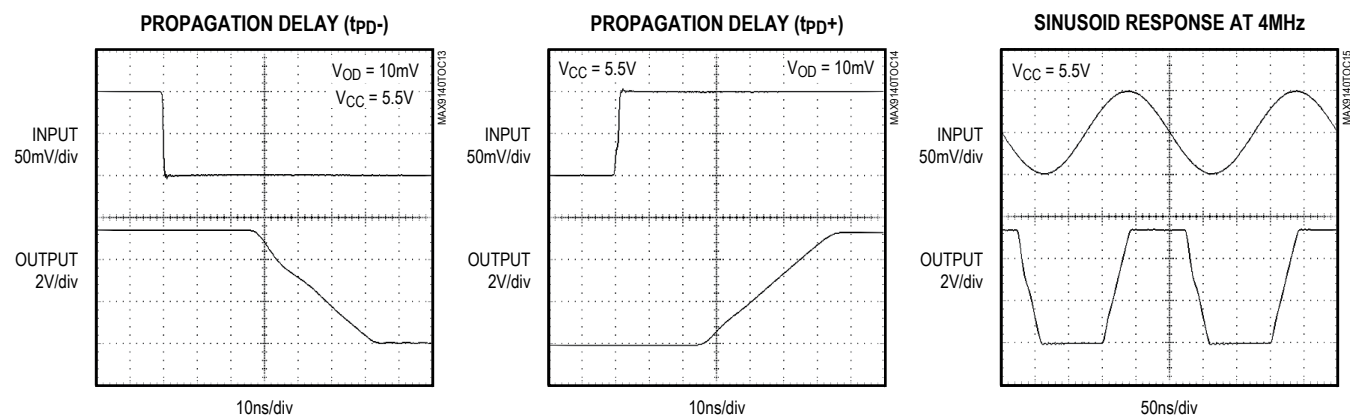 PROPAGATION DELAY (tPD-)
VOD = 10mV
VCC = 5.5V
INPUT
50mV/div
OUTPUT
2V/div
10ns/div
MAX9140TOC13
PROPAGATION DELAY (tPD+)
VCC = 5.5V
VOD = 10mV
INPUT
50mV/div
OUTPUT
2V/div
10ns/div
MAX9140TOC14
SINUSOID RESPONSE AT 4MHz
VCC = 5.5V
INPUT
50mV/div
OUTPUT
2V/div
50ns/div
MAX9140TOC15